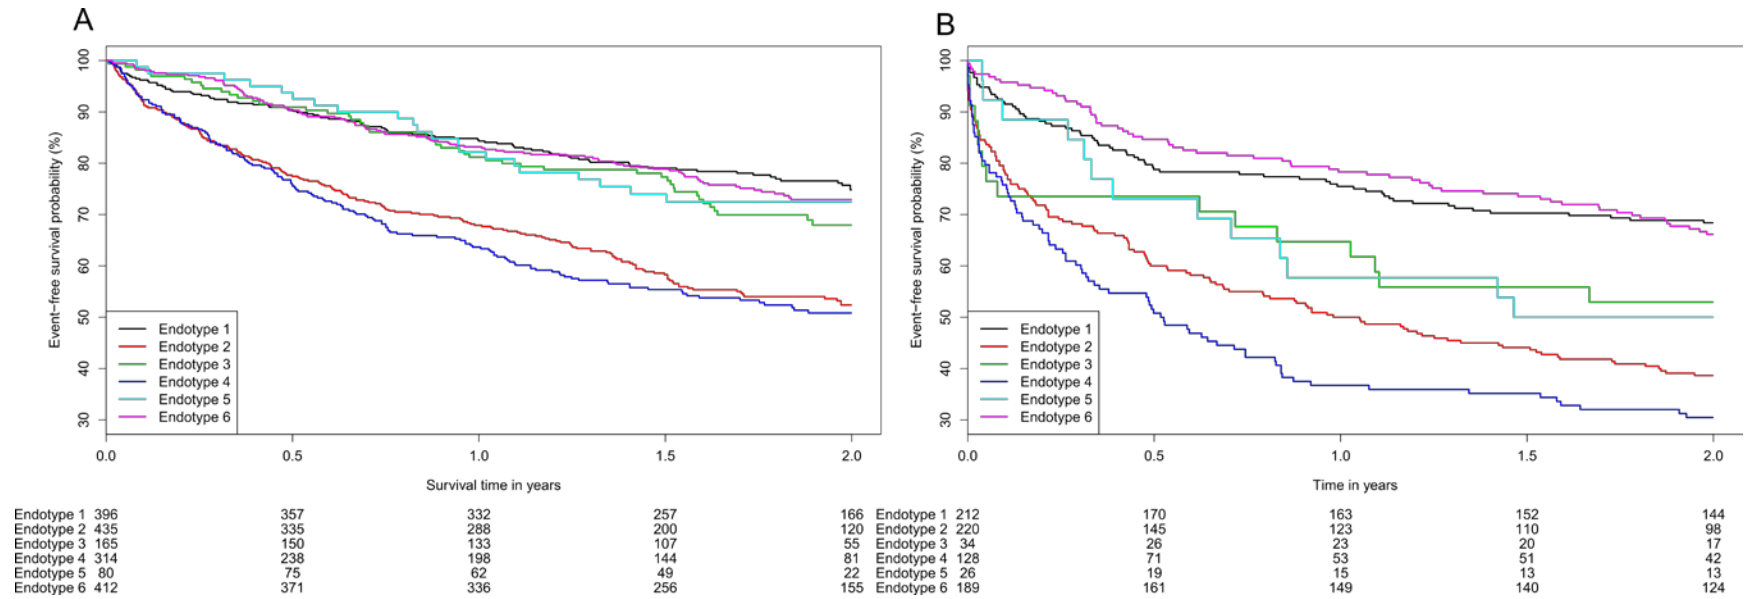 A
Event−free survival probability (%)
100
90
80
70
60
50
40
30
Endotype 1
Endotype 2
Endotype 3
Endotype 4
Endotype 5
Endotype 6
0.0 0.5 1.0 1.5 2.0
Survival time in years
Endotype 1 396 357 332 257 166
Endotype 2 435 335 288 200 120
Endotype 3 165 150 133 107 55
Endotype 4 314 238 198 144 81
Endotype 5 80 75 62 49 22
Endotype 6 412 371 336 256 155
B
Event−free survival probability (%)
100
90
80
70
60
50
40
30
Endotype 1
Endotype 2
Endotype 3
Endotype 4
Endotype 5
Endotype 6
0.0 0.5 1.0 1.5 2.0
Time in years
Endotype 1 212 170 163 152 144
Endotype 2 220 145 123 110 98
Endotype 3 34 26 23 20 17
Endotype 4 128 71 53 51 42
Endotype 5 26 19 15 13 13
Endotype 6 189 161 149 140 124